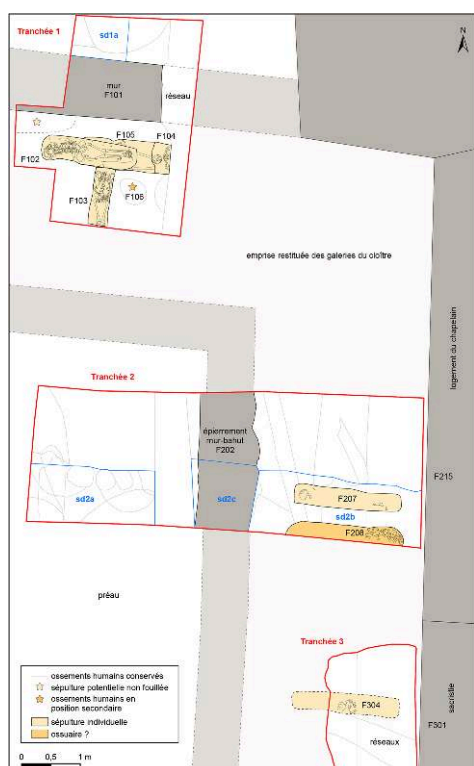 Tranchée 1
sd1a
N
mur
F101
réseau
F105
F104
F102
F103
F106
emprise restituée des galeries du cloître
logement du chapelain
Tranchée 2
épierrement
mur-bahut
F202
F215
sd2a
sd2c
F207
sd2b
F208
préau
Tranchée 3
F304
sacristie
F301
réseaux
ossements humains conservés
sépulture potentielle non fouillée
ossements humains en
position secondaire
sépulture individuelle
ossuaire ?
0 0,5 1 m